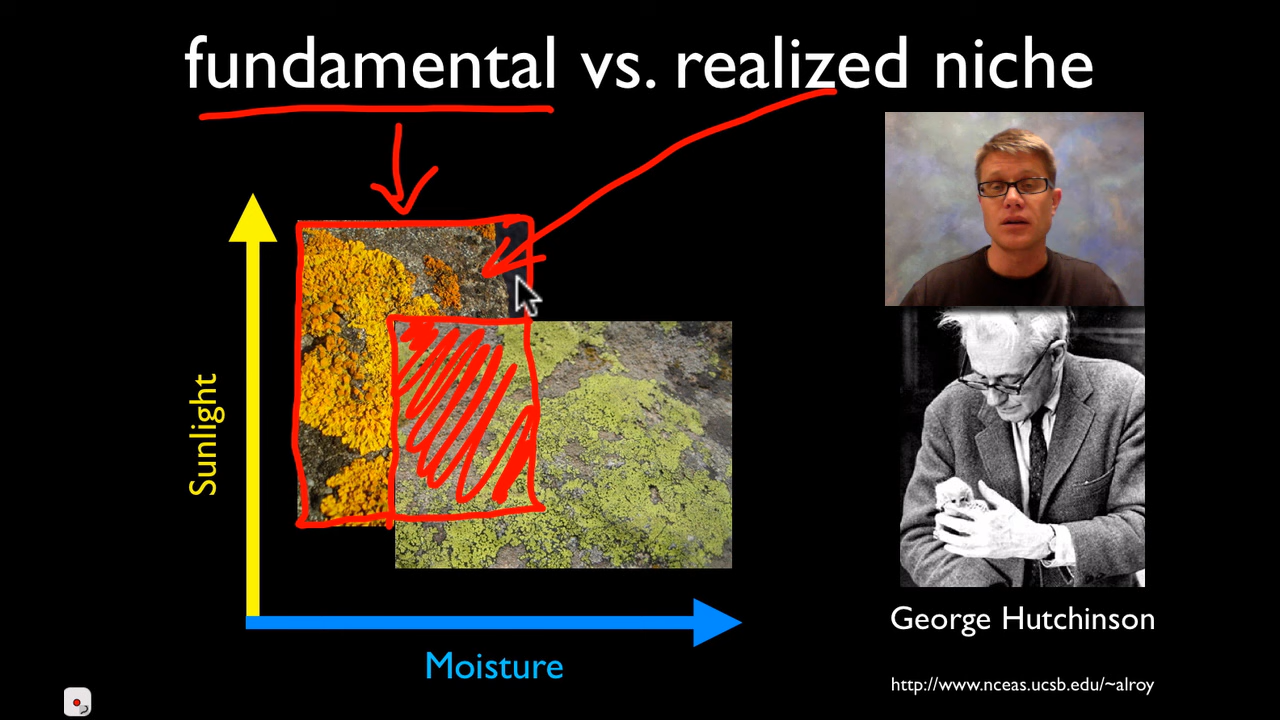 fundamental vs. realized niche
Sunlight
Moisture
George Hutchinson
http://www.nceas.ucsb.edu/~alroy